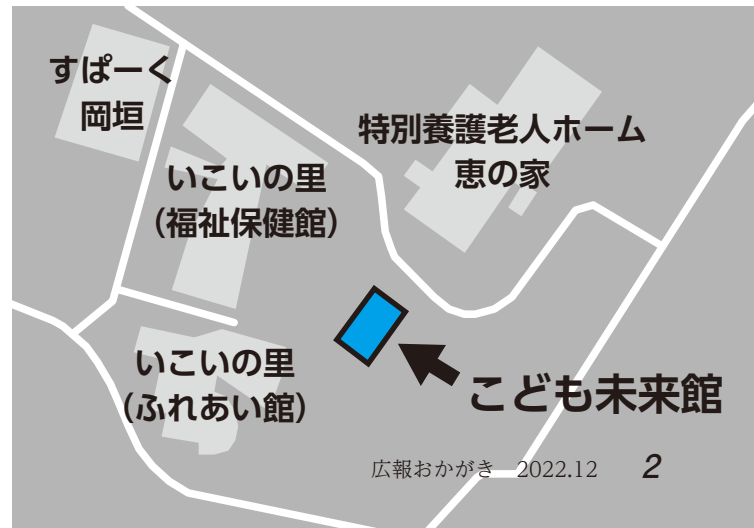 すぱーく
岡垣
特別養護老人ホーム
恵の家
いこいの里
（福祉保健館）
いこいの里
（ふれあい館）
こども未来館
広報おかがき　2022.12　2